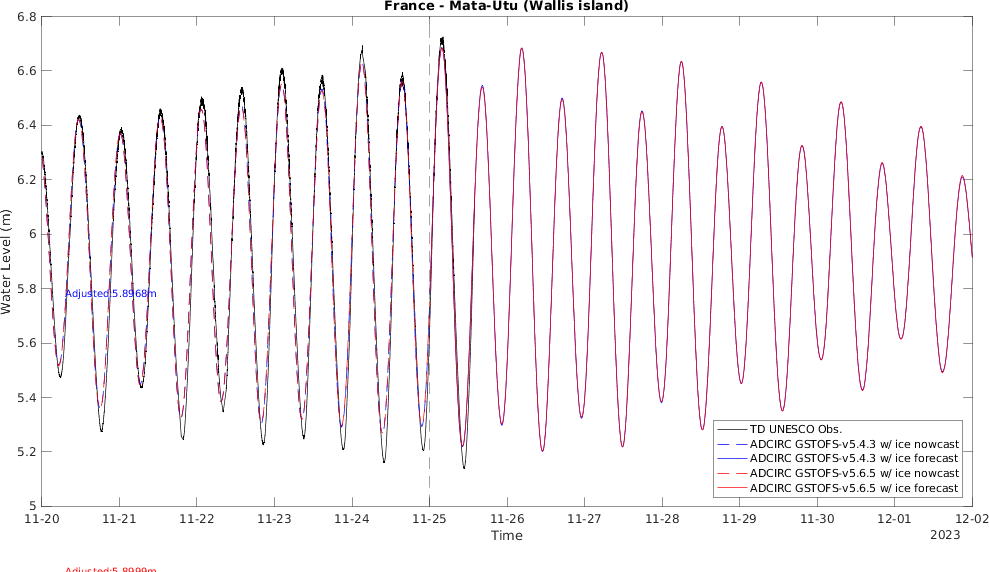 France - Mata-Utu (Wallis island)
6.8
6.6
6.4
6.2
6
5.8
5.6
5.4
5.2
5
Water Level (m)
Adjusted:5.8968m
TD UNESCO Obs.
ADCIRC GSTOFS-v5.4.3 w/ ice nowcast
ADCIRC GSTOFS-v5.4.3 w/ ice forecast
ADCIRC GSTOFS-v5.6.5 w/ ice nowcast
ADCIRC GSTOFS-v5.6.5 w/ ice forecast
11-20 11-21 11-22 11-23 11-24 11-25 11-26 11-27 11-28 11-29 11-30 12-01 12-02
Time
2023
Adjusted:5.8999m